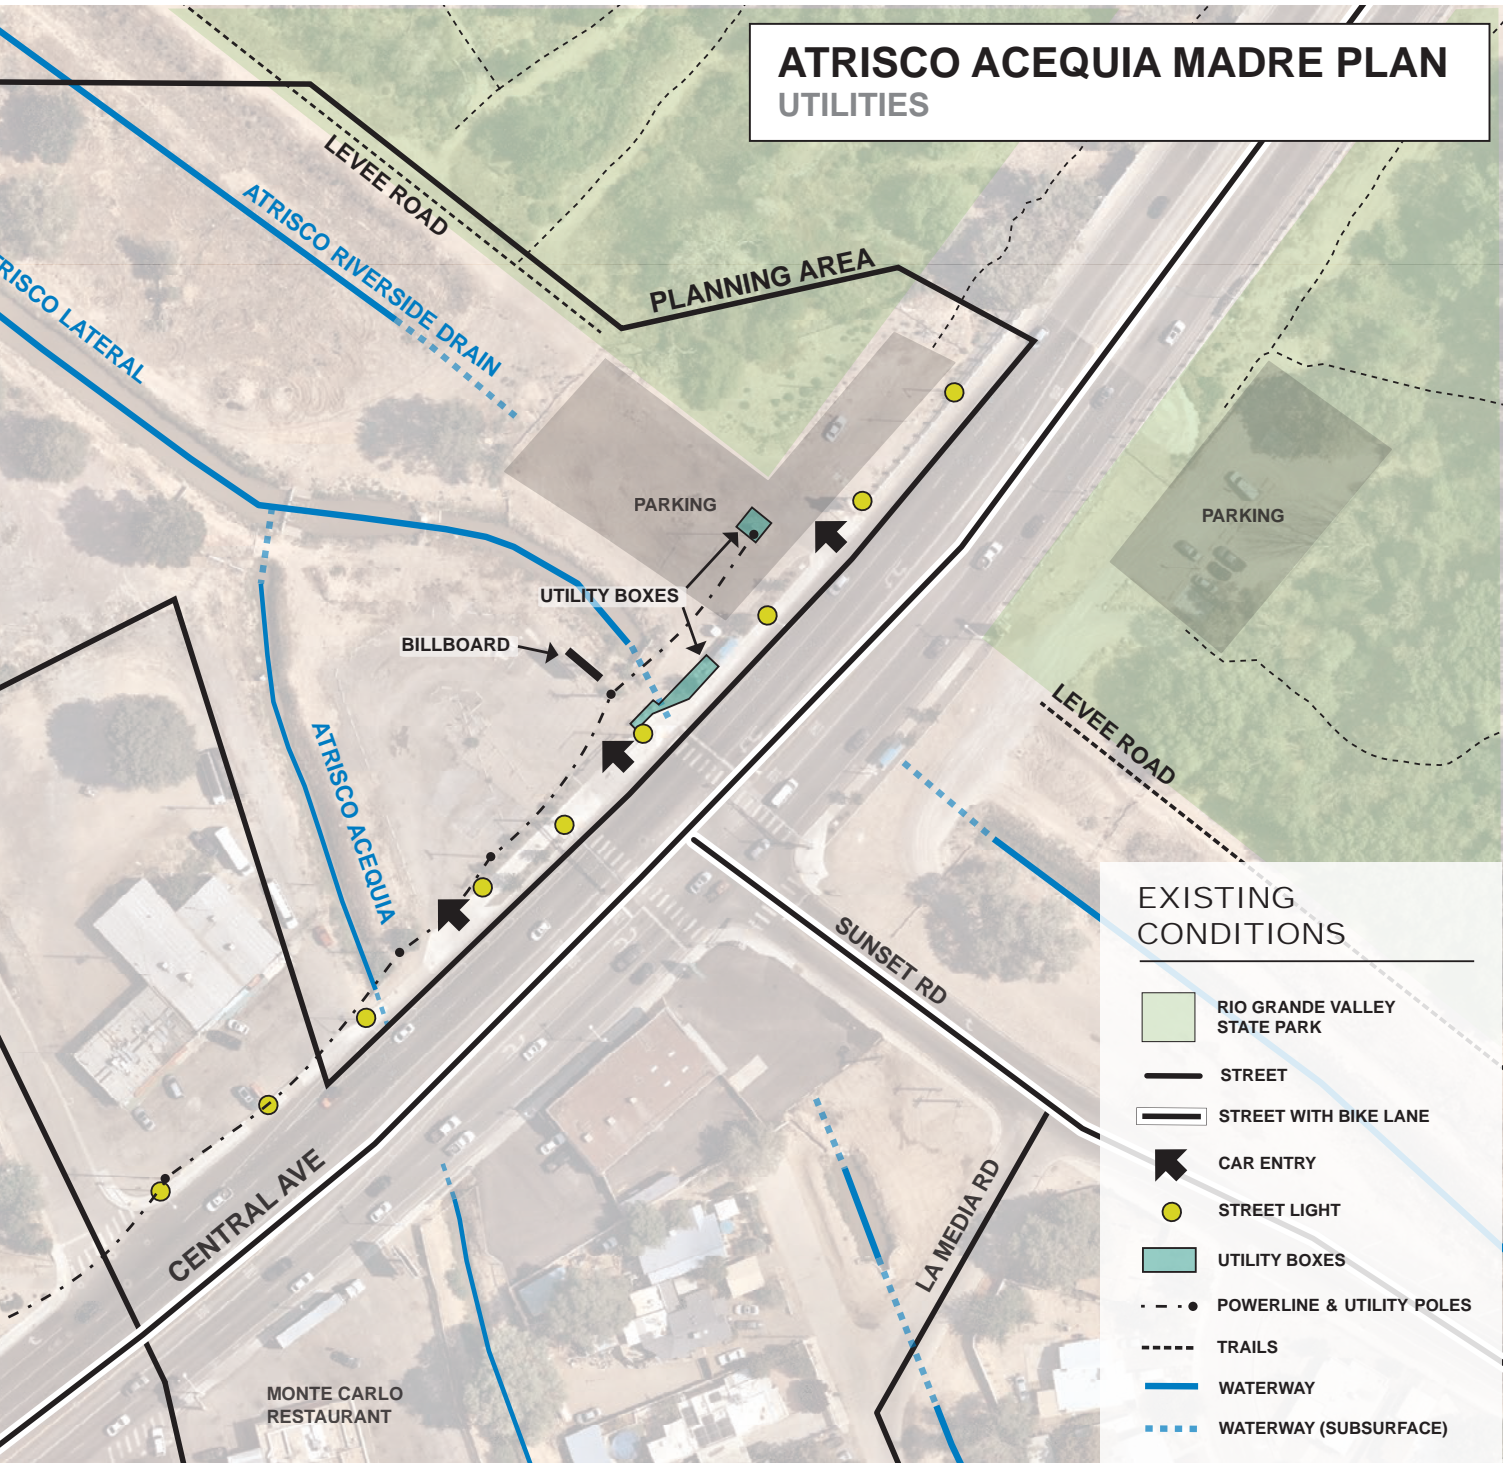 ATRISCO ACEQUIA MADRE PLAN
UTILITIES
LEVEE ROAD
ATRISCO RIVERSIDE DRAIN
LATERAL
PLANNING AREA
PARKING
PARKING
UTILITY BOXES
BILLBOARD
ATRISCO ACEQUIA
LEVEE ROAD
SUNSET RD
CENTRAL AVE
LA MEDIA RD
MONTE CARLO
RESTAURANT
EXISTING
CONDITIONS
RIO GRANDE VALLEY
STATE PARK
STREET
STREET WITH BIKE LANE
CAR ENTRY
STREET LIGHT
UTILITY BOXES
POWERLINE & UTILITY POLES
TRAILS
WATERWAY
WATERWAY (SUBSURFACE)